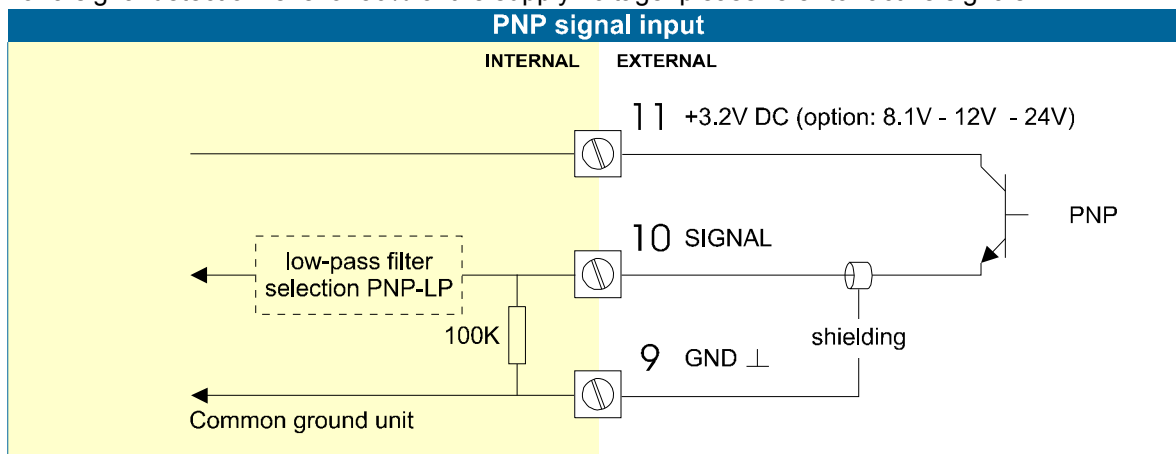 PNP signal input
INTERNAL EXTERNAL
11 +3.2V DC (option: 8.1V - 12V - 24V)
PNP
10 SIGNAL
low-pass filter
selection PNP-LP
100K
shielding
9 GND ⊥
Common ground unit